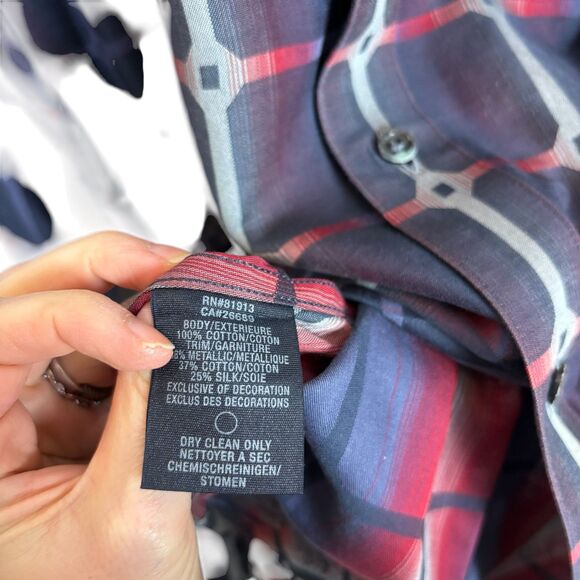 RN#81913
CA#26689
BODY/EXTERIEURE
100% COTTON/COTON
TRIM/GARNITURE
% METALLIC/METALLIQUE
37% COTTON/COTON
25% SILK/SOIE
EXCLUSIVE OF DECORATION
EXCLUS DES DECORATIONS
DRY CLEAN ONLY
NETTOYER A SEC
CHEMISCHREINIGEN/
STOMEN